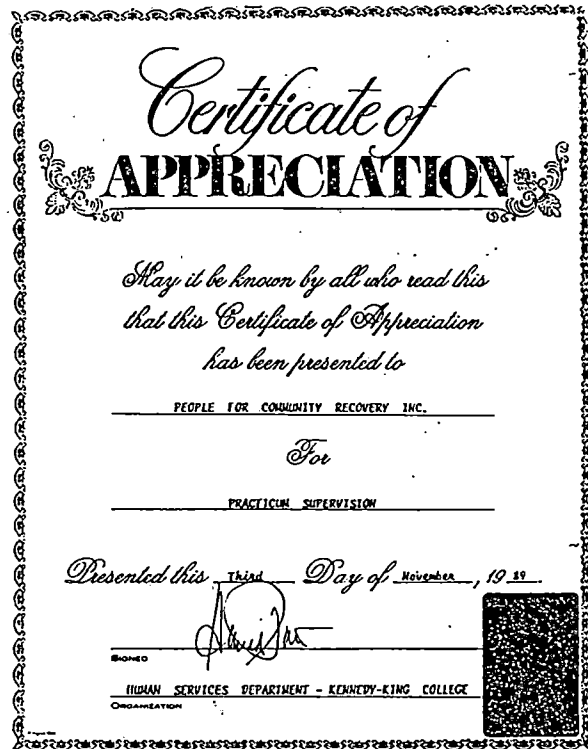 Certificate of
APPRECIATION
May it be known by all who read this
that this Certificate of Appreciation
has been presented to
PEOPLE FOR COMMUNITY RECOVERY INC.
For
PRACTICUM SUPERVISION
Presented this Third Day of November, 19 89.
SIGNED
HUMAN SERVICES DEPARTMENT - KENNEDY-KING COLLEGE
ORGANIZATION